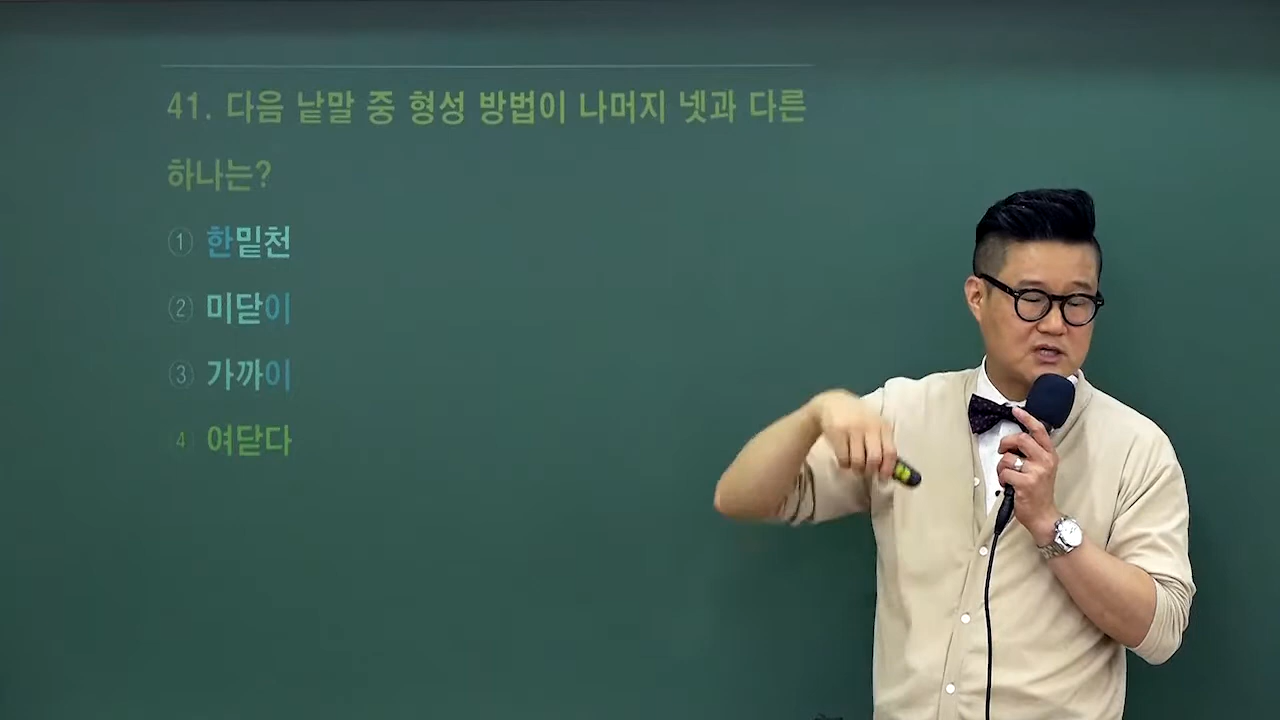 41. 다음 낱말 중 형성 방법이 나머지 넷과 다른
하나는?
① 한밑천
② 미닫이
③ 가까이
4 여닫다